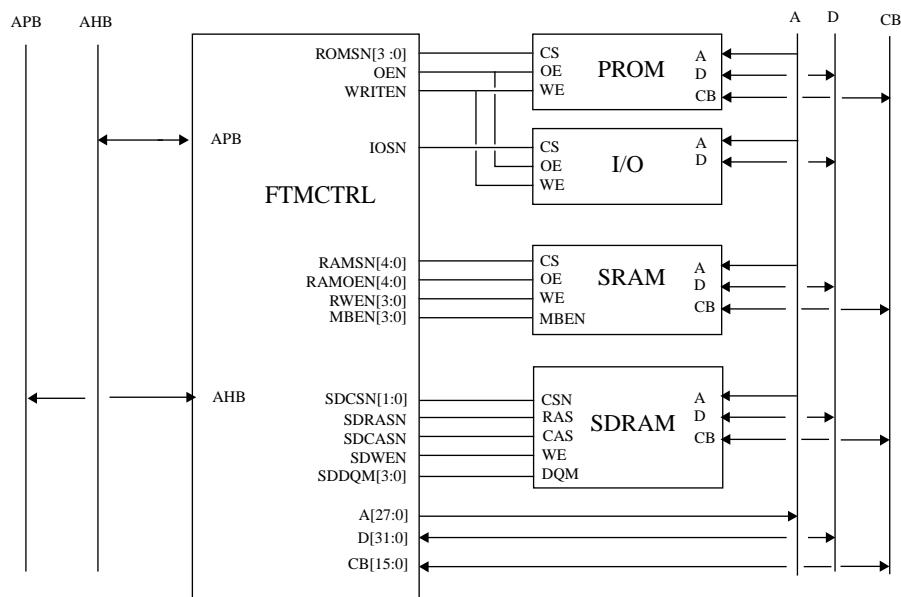 APB AHB A D CB
ROMSN[3 :0] CS A
OEN OE PROM D
WRITEN WE CB
APB
IOSN CS A
OE I/O D
WE
FTMCTRL
RAMSN[4:0] CS A
RAMOEN[4:0] OE SRAM D
RWEN[3:0] WE CB
MBEN[3:0] MBEN
AHB
SDCSN[1:0] CSN A
SDRASN RAS SDRAM D
SDCASN CAS CB
SDWEN WE
SDDQM[3:0] DQM
A[27:0]
D[31:0]
CB[15:0]